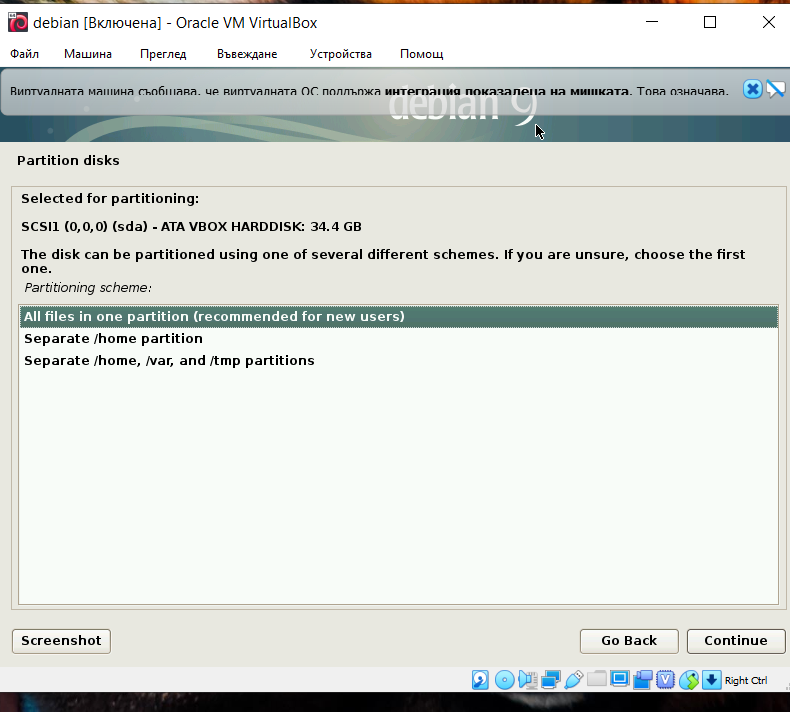 debian [Включена] - Oracle VM VirtualBox
Файл Машина Преглед Въвеждане Устройства Помощ
Виртуалната машина съобщава, че виртуалната ОС поддържа интеграция показалеца на мишката. Това означава,
debian 9
Partition disks
Selected for partitioning:
SCSI1 (0,0,0) (sda) - ATA VBOX HARDDISK: 34.4 GB
The disk can be partitioned using one of several different schemes. If you are unsure, choose the first
one.
Partitioning scheme:
All files in one partition (recommended for new users)
Separate /home partition
Separate /home, /var, and /tmp partitions
Screenshot Go Back Continue
Right Ctrl